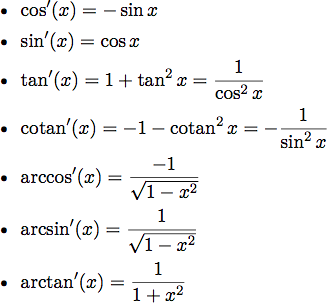 • cos′(x) = − sin x
• sin′(x) = cos x
• tan′(x) = 1 + tan² x = 1/cos² x
• cotan′(x) = −1 − cotan² x = − 1/sin² x
• arccos′(x) = −1/√(1 − x²)
• arcsin′(x) = 1/√(1 − x²)
• arctan′(x) = 1/(1 + x²)